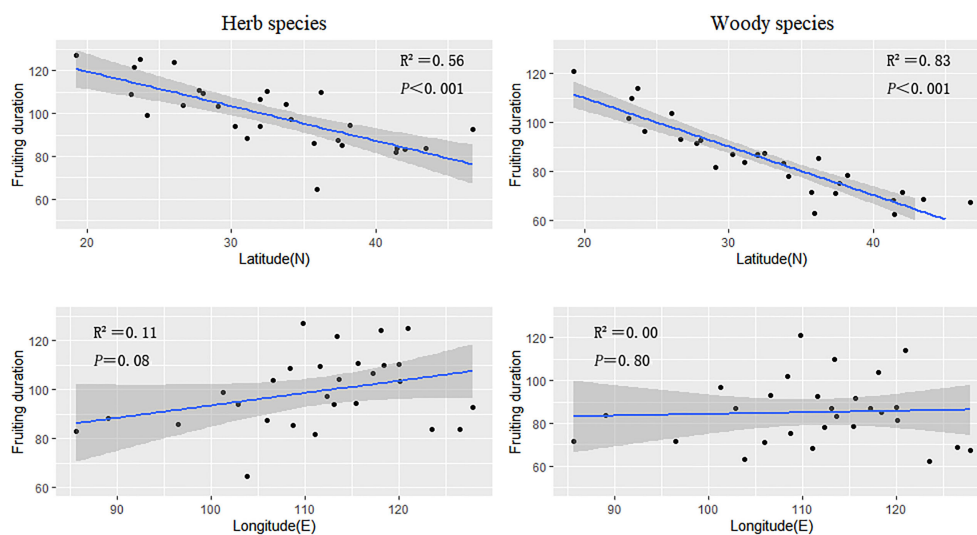 Herb species
Woody species
R²=0.56
P<0.001
R²=0.83
P<0.001
Fruiting duration
120
100
80
60
20
30
40
Latitude(N)
Fruiting duration
120
100
80
60
20
30
40
Latitude(N)
R²=0.11
P=0.08
Fruiting duration
120
100
80
60
90
100
110
120
Longitude(E)
R²=0.00
P=0.80
Fruiting duration
120
100
80
60
90
100
110
120
Longitude(E)